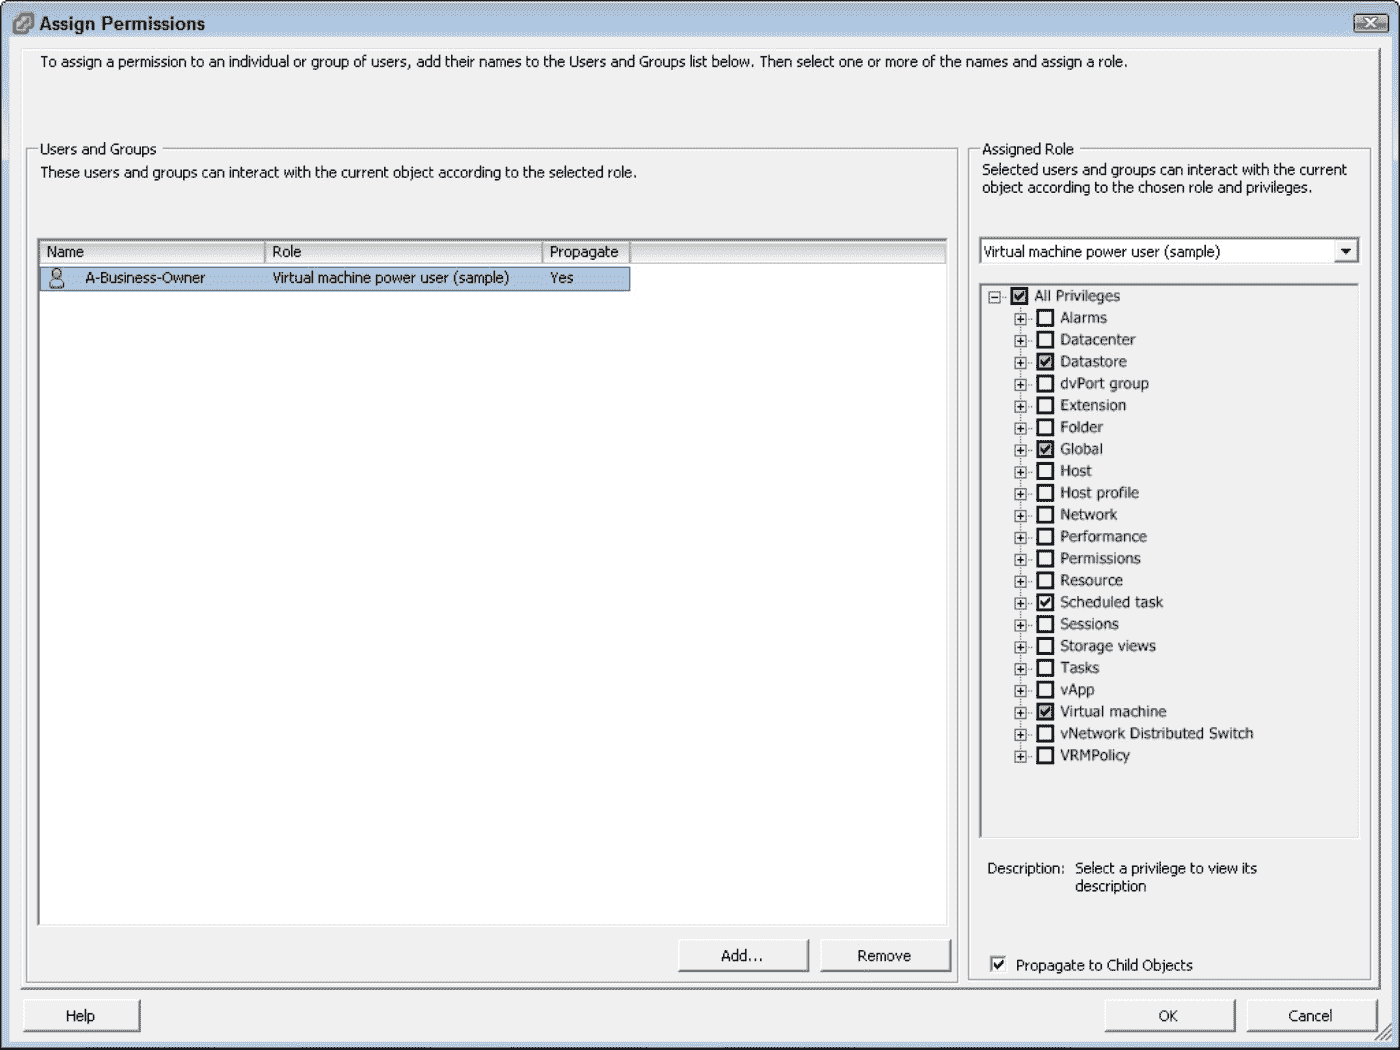 Assign Permissions
To assign a permission to an individual or group of users, add their names to the Users and Groups list below. Then select one or more of the names and assign a role.
Users and Groups
These users and groups can interact with the current object according to the selected role.
Name Role Propagate
A-Business-Owner Virtual machine power user (sample) Yes
Add...
Remove
Assigned Role
Selected users and groups can interact with the current
object according to the chosen role and privileges.
Virtual machine power user (sample)
All Privileges
Alarms
Datacenter
Datastore
dvPort group
Extension
Folder
Global
Host
Host profile
Network
Performance
Permissions
Resource
Scheduled task
Sessions
Storage views
Tasks
vApp
Virtual machine
vNetwork Distributed Switch
VRMPolicy
Description: Select a privilege to view its
description
Propagate to Child Objects
Help
OK
Cancel